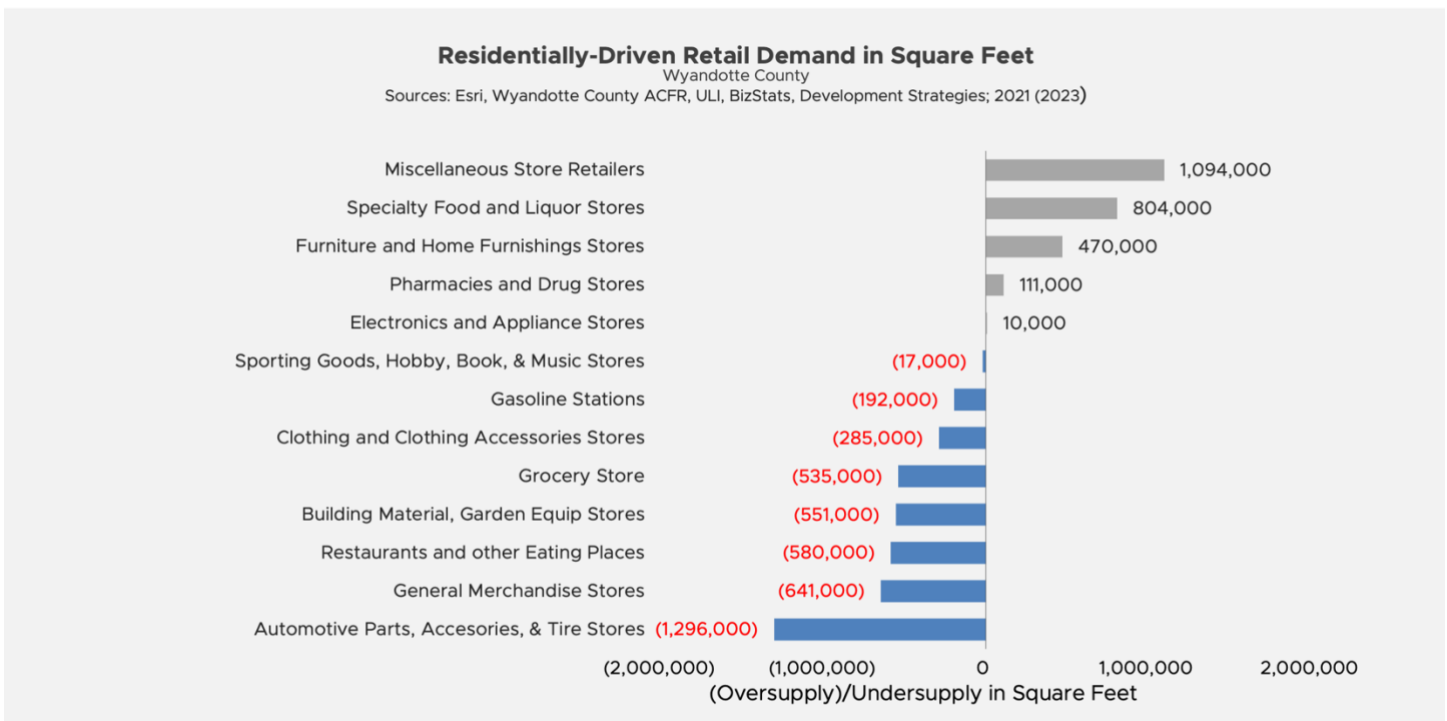 Residentially-Driven Retail Demand in Square Feet
Wyandotte County
Sources: Esri, Wyandotte County ACFR, ULI, BizStats, Development Strategies; 2021 (2023)
Miscellaneous Store Retailers 1,094,000
Specialty Food and Liquor Stores 804,000
Furniture and Home Furnishings Stores 470,000
Pharmacies and Drug Stores 111,000
Electronics and Appliance Stores 10,000
Sporting Goods, Hobby, Book, & Music Stores (17,000)
Gasoline Stations (192,000)
Clothing and Clothing Accessories Stores (285,000)
Grocery Store (535,000)
Building Material, Garden Equip Stores (551,000)
Restaurants and other Eating Places (580,000)
General Merchandise Stores (641,000)
Automotive Parts, Accesories, & Tire Stores (1,296,000)
(2,000,000) (1,000,000) 0 1,0000,000 2,0000,000
(Oversupply)/Undersupply in Square Feet